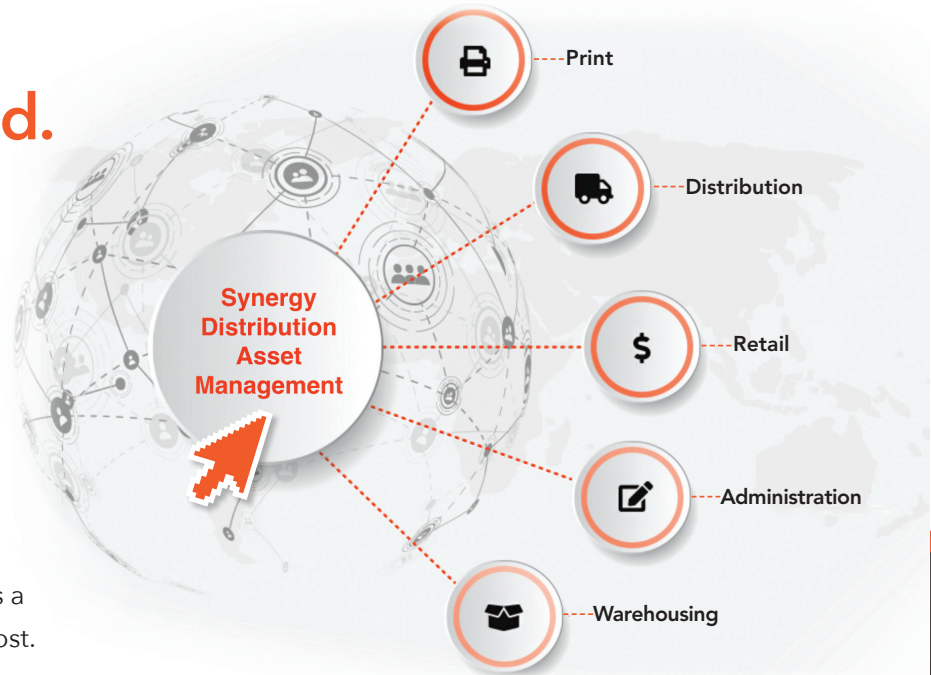 d.
Print
Distribution
Synergy
Distribution
Asset
Management
$
Retail
Administration
Warehousing
s a
ost.